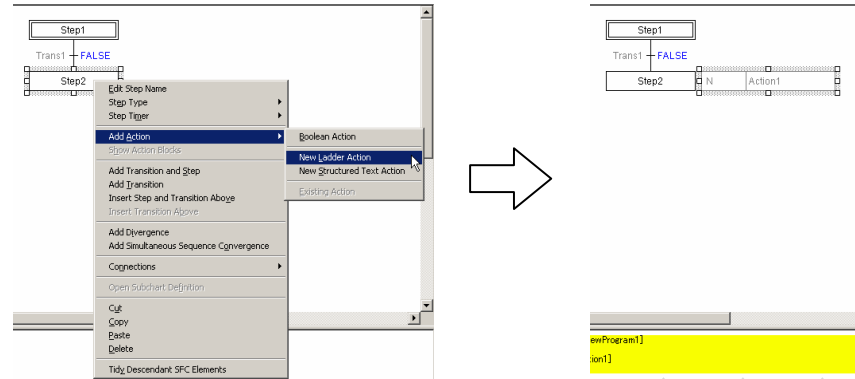 Step1
Trans1 FALSE
Step2
Edit Step Name
Step Type
Step Timer
Add Action
Show Action Blocks
Add Transition and Step
Add Transition
Insert Step and Transition Above
Insert Transition Above
Add Divergence
Add Simultaneous Sequence Convergence
Connections
Open Subchart Definition
Cut
Copy
Paste
Delete
Tidy Descendant SFC Elements
Boolean Action
New Ladder Action
New Structured Text Action
Existing Action
Step1
Trans1 FALSE
Step2 N Action1
ewProgram1]
ion1]